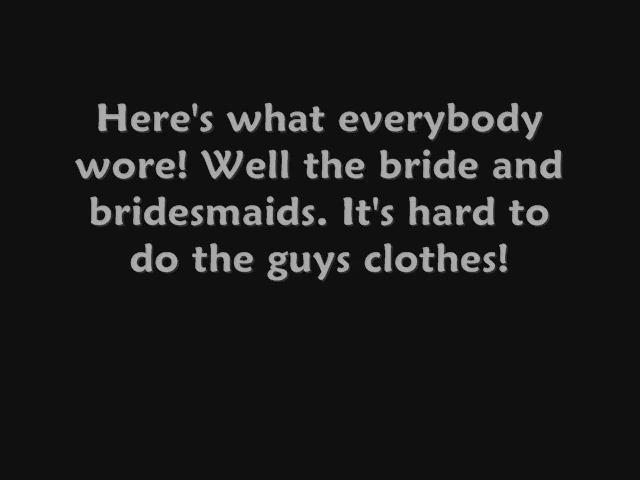 Here's what everybody
wore! Well the bride and
bridesmaids. It's hard to
do the guys clothes!